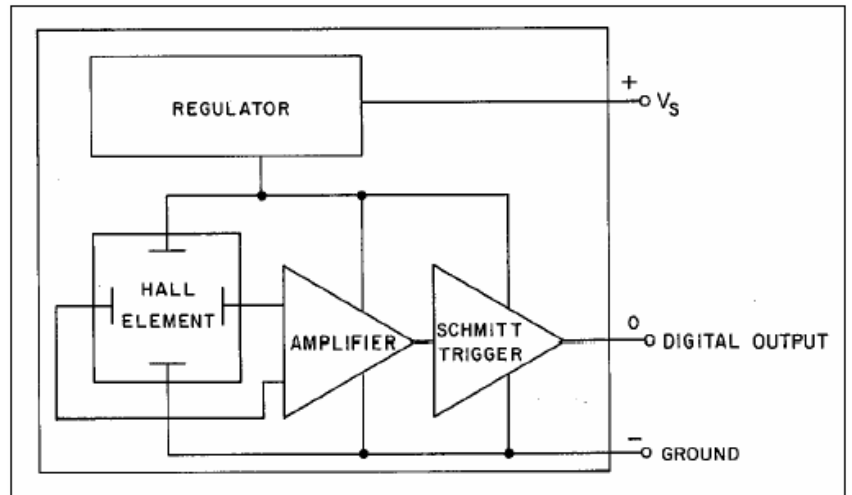 REGULATOR
+
VS
HALL
ELEMENT
AMPLIFIER
SCHMITT
TRIGGER
O
DIGITAL OUTPUT
−
GROUND